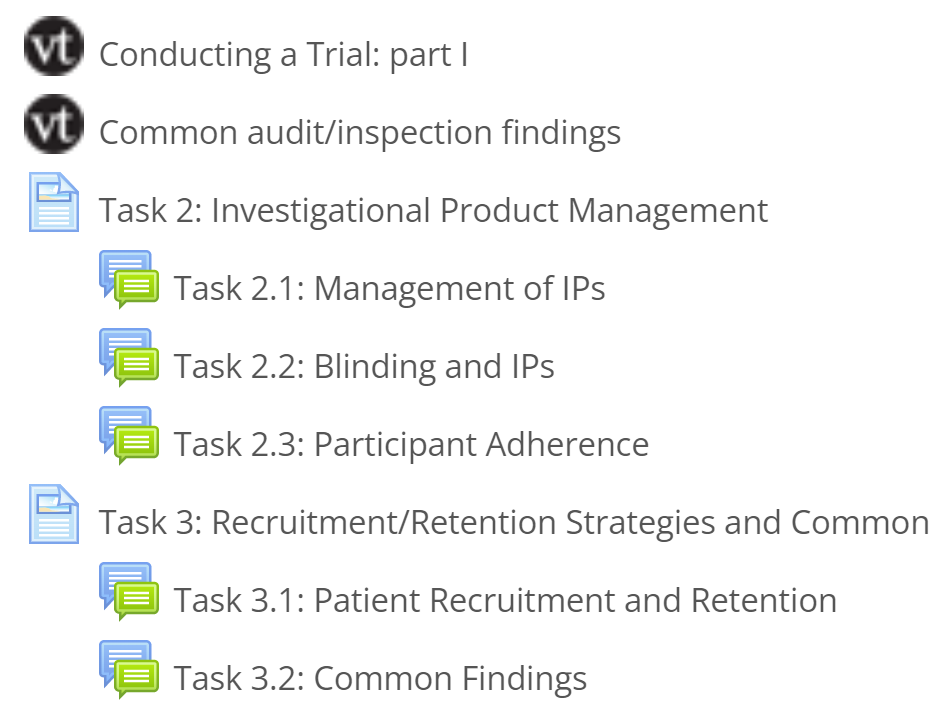 vt Conducting a Trial: part I
vt Common audit/inspection findings
Task 2: Investigational Product Management
Task 2.1: Management of IPs
Task 2.2: Blinding and IPs
Task 2.3: Participant Adherence
Task 3: Recruitment/Retention Strategies and Common
Task 3.1: Patient Recruitment and Retention
Task 3.2: Common Findings